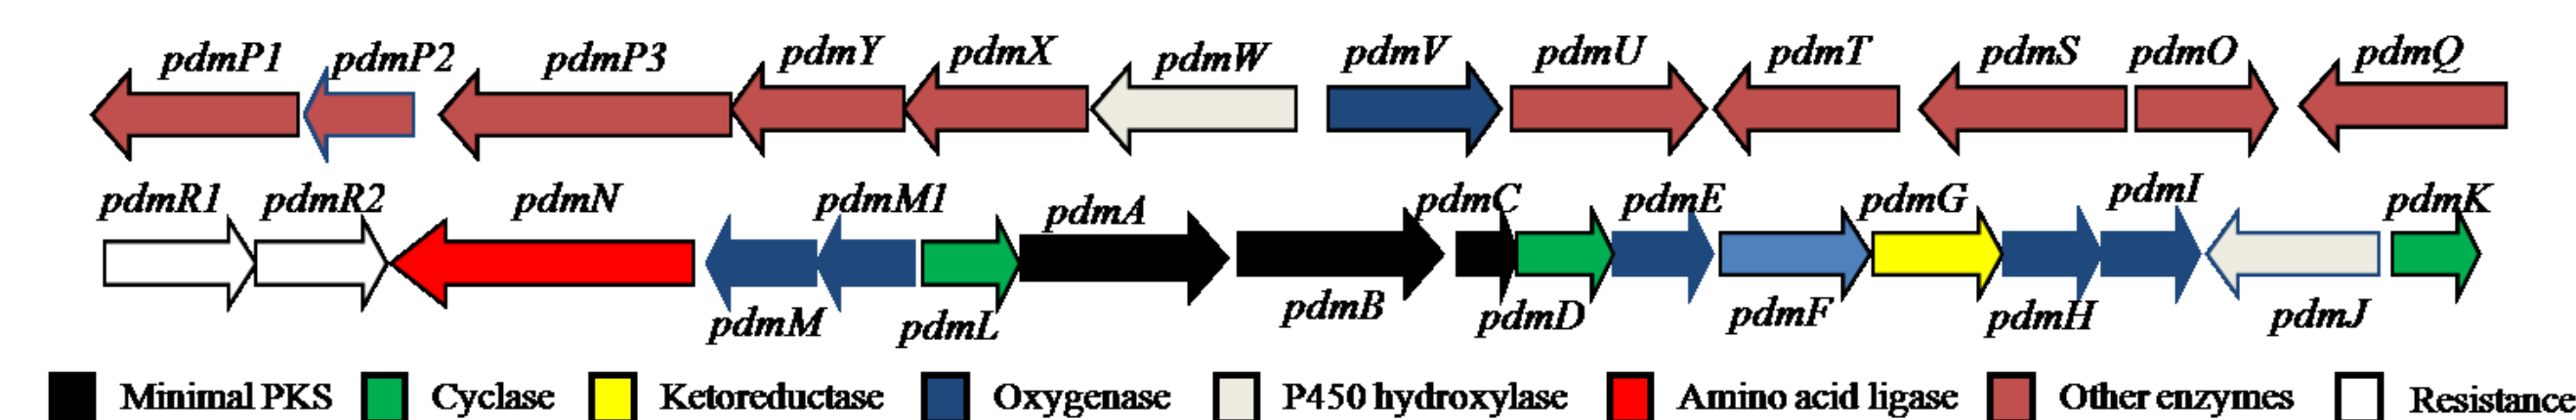 pdmP1 pdmP2 pdmP3 pdmY pdmX pdmW pdmV pdmU pdmT pdmS pdmO pdmQ
pdmR1 pdmR2 pdmN pdmM1 pdmA pdmC pdmE pdmG pdmI pdmK
pdmM pdmL pdmB pdmD pdmF pdmH pdmJ
Minimal PKS Cyclase Ketoreductase Oxygenase P450 hydroxylase Amino acid ligase Other enzymes Resistance